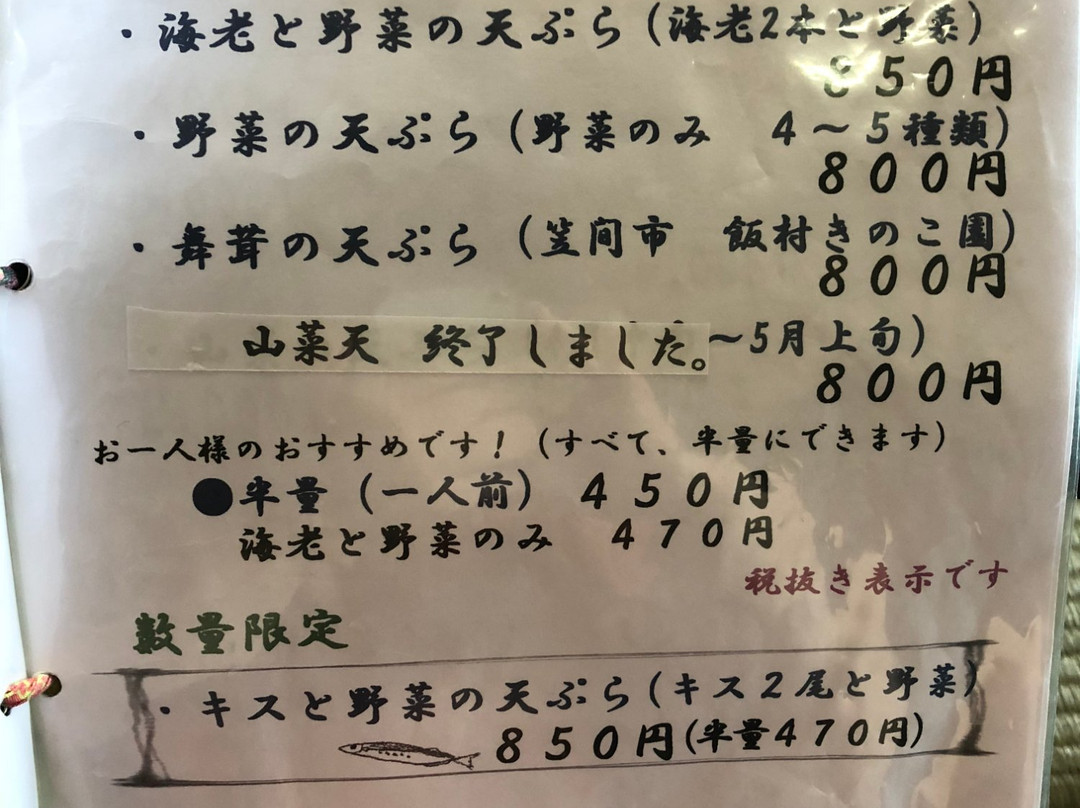 ・海老と野菜の天ぷら(海老2本と野菜)
850円
・野菜の天ぷら(野菜のみ 4～5種類)
800円
・舞茸の天ぷら(笠間市 飯村きのこ園)
800円
山菜天 終了しました。～5月上旬)
800円
お一人様のおすすめです！(すべて、半量にできます)
●半量(一人前) 450円
海老と野菜のみ 470円
税抜き表示です
数量限定
・キスと野菜の天ぷら(キス2尾と野菜)
850円(半量470円)